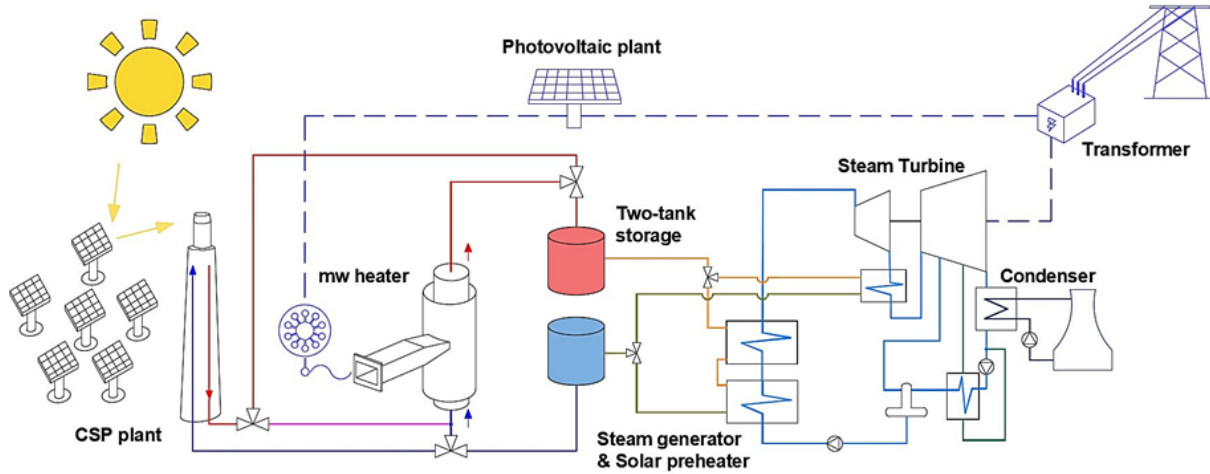 Photovoltaic plant
Transformer
Steam Turbine
Two-tank
storage
mw heater
Condenser
CSP plant
Steam generator
& Solar preheater